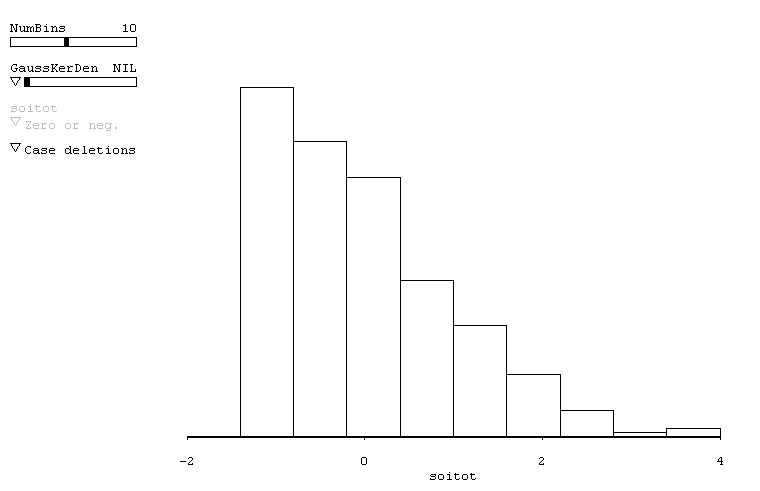 NumBins 10
GaussKerDen NIL
soitot
Zero or neg.
Case deletions
-2 0 2 4
soitot